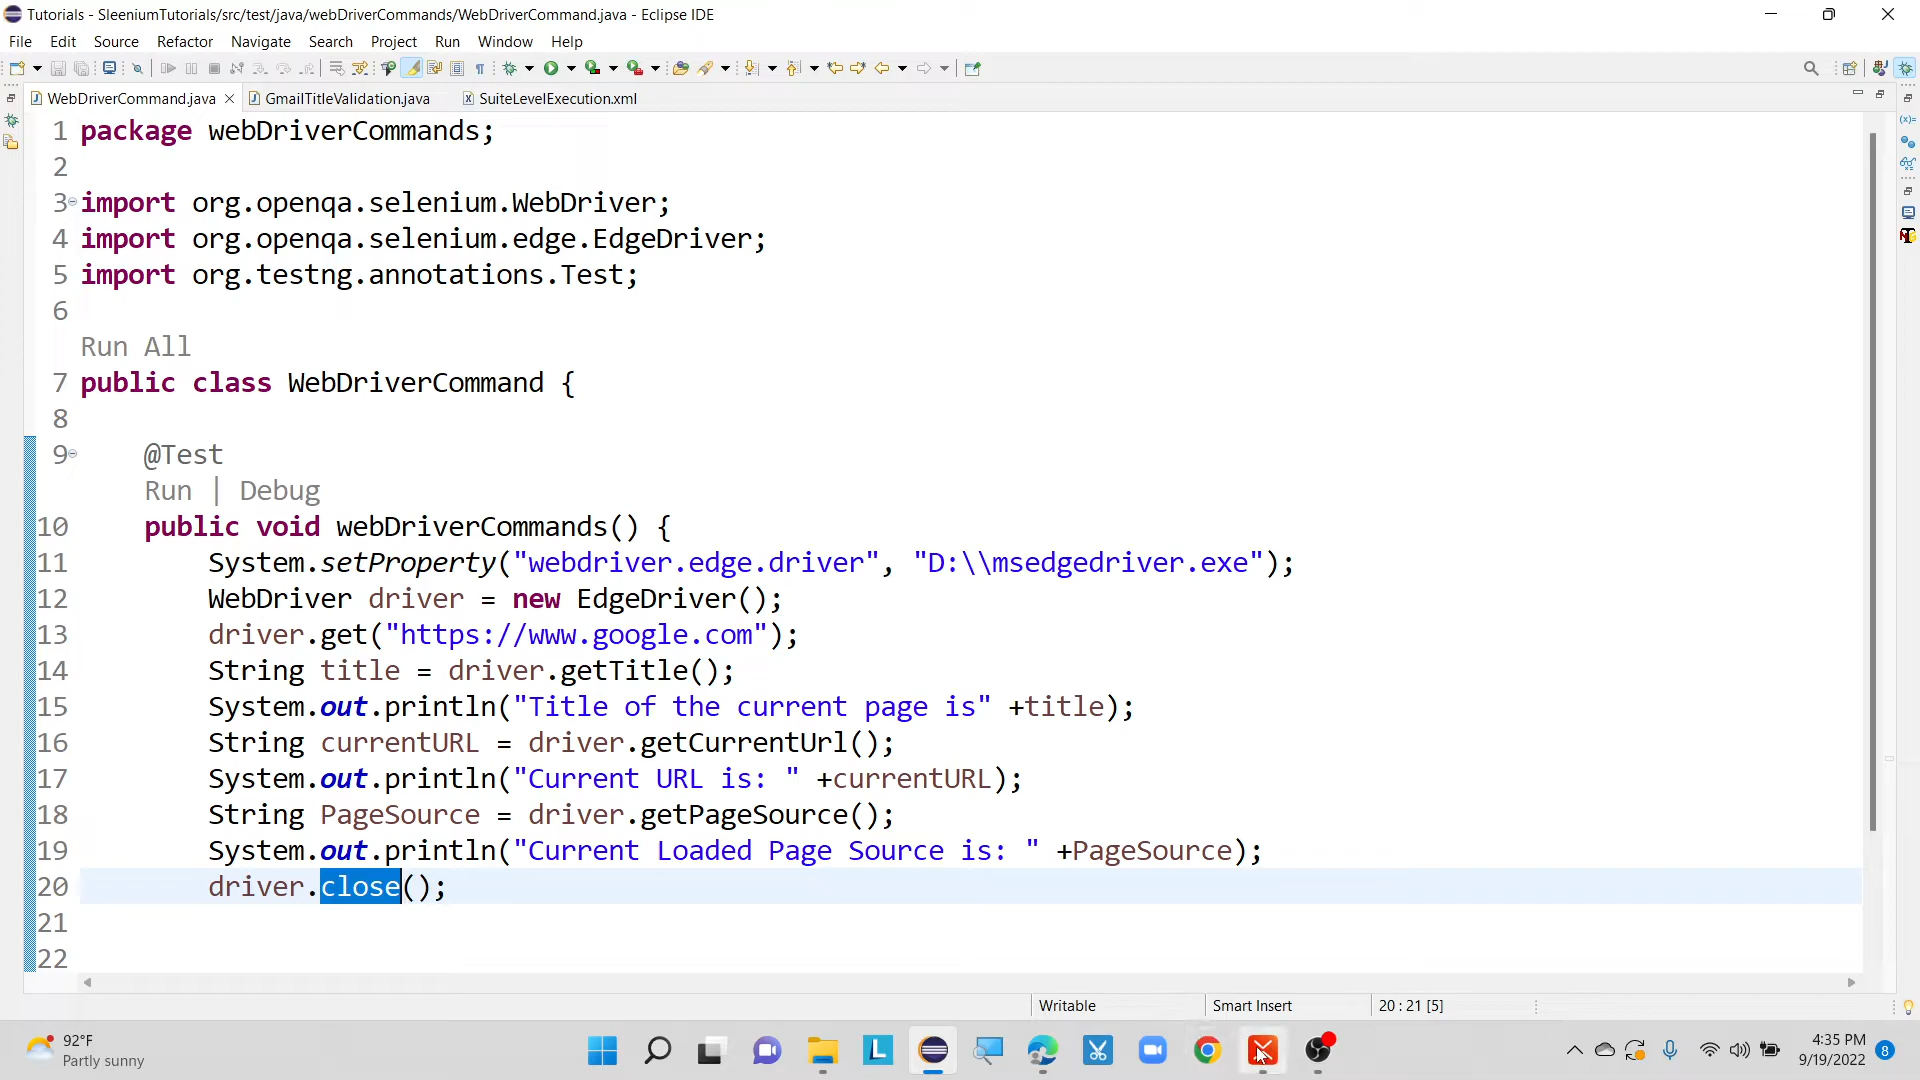 Tutorials - SleeniumTutorials/src/test/java/webDriverCommands/WebDriverCommand.java - Eclipse IDE
File Edit Source Refactor Navigate Search Project Run Window Help
WebDriverCommand.java GmailTitleValidation.java SuiteLevelExecution.xml
1 package webDriverCommands;
2
3 import org.openqa.selenium.WebDriver;
4 import org.openqa.selenium.edge.EdgeDriver;
5 import org.testng.annotations.Test;
6
Run All
7 public class WebDriverCommand {
8
9 @Test
Run | Debug
10 public void webDriverCommands() {
11 System.setProperty("webdriver.edge.driver", "D:\\msedgedriver.exe");
12 WebDriver driver = new EdgeDriver();
13 driver.get("https://www.google.com");
14 String title = driver.getTitle();
15 System.out.println("Title of the current page is" +title);
16 String currentURL = driver.getCurrentUrl();
17 System.out.println("Current URL is: " +currentURL);
18 String PageSource = driver.getPageSource();
19 System.out.println("Current Loaded Page Source is: " +PageSource);
20 driver.close();
21
22
Writable Smart Insert 20 : 21 [5]
92°F
Partly sunny
4:35 PM
9/19/2022
8